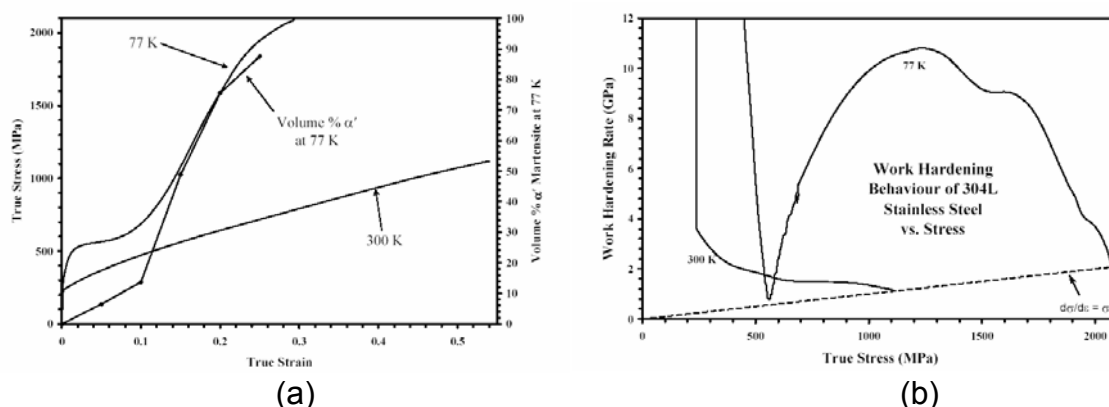 2000
1500
1000
500
0
True Stress (MPa)
0
0.1
0.2
0.3
0.4
0.5
True Strain
100
90
80
70
60
50
40
30
20
10
0
Volume % α' Martensite at 77 K
77 K
Volume % α'
at 77 K
300 K
(a)
12
10
8
6
4
2
0
Work Hardening Rate (GPa)
0
500
1000
1500
2000
True Stress (MPa)
77 K
300 K
Work Hardening
Behaviour of 304L
Stainless Steel
vs. Stress
dσ/dε = σ
(b)